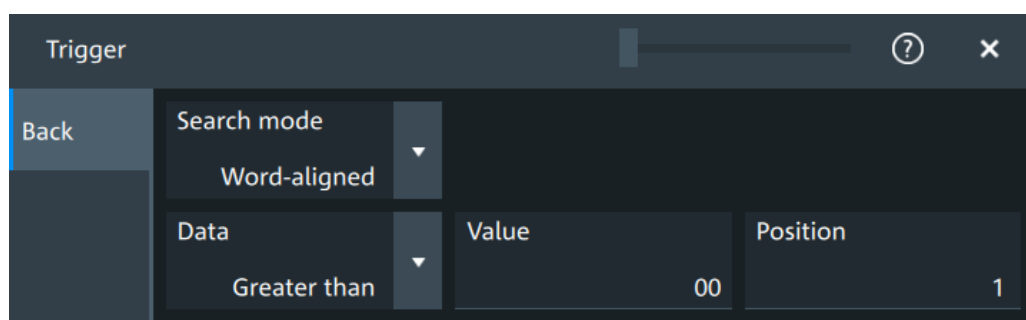 Trigger
Back
Search mode
Word-aligned
Data
Greater than
Value
00
Position
1